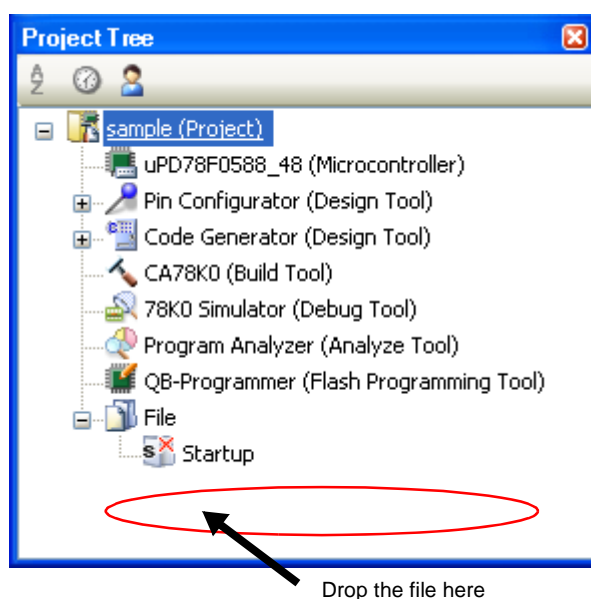 Project Tree
sample (Project)
uPD78F0588_48 (Microcontroller)
Pin Configurator (Design Tool)
Code Generator (Design Tool)
CA78K0 (Build Tool)
78K0 Simulator (Debug Tool)
Program Analyzer (Analyze Tool)
QB-Programmer (Flash Programming Tool)
File
Startup
Drop the file here